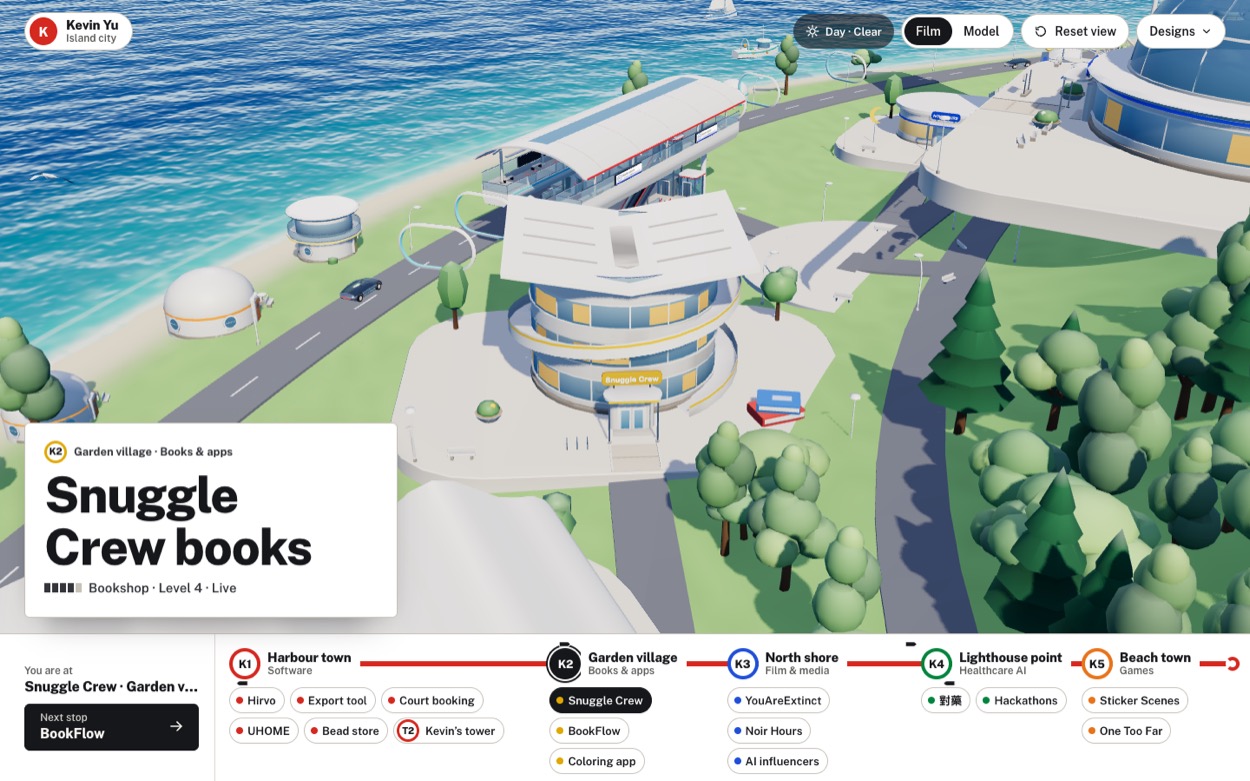 K
Kevin Yu
Island city
Day · Clear
Film
Model
Reset view
Designs
Snuggle Crew
K2
Garden village · Books & apps
Snuggle
Crew books
Bookshop · Level 4 · Live
You are at
Snuggle Crew · Garden v...
Next stop
BookFlow
K1
Harbour town
Software
Hirvo
Export tool
Court booking
UHOME
Bead store
T2
Kevin's tower
K2
Garden village
Books & apps
Snuggle Crew
BookFlow
Coloring app
K3
North shore
Film & media
YouAreExtinct
Noir Hours
AI influencers
K4
Lighthouse point
Healthcare AI
對藥
Hackathons
K5
Beach town
Games
Sticker Scenes
One Too Far